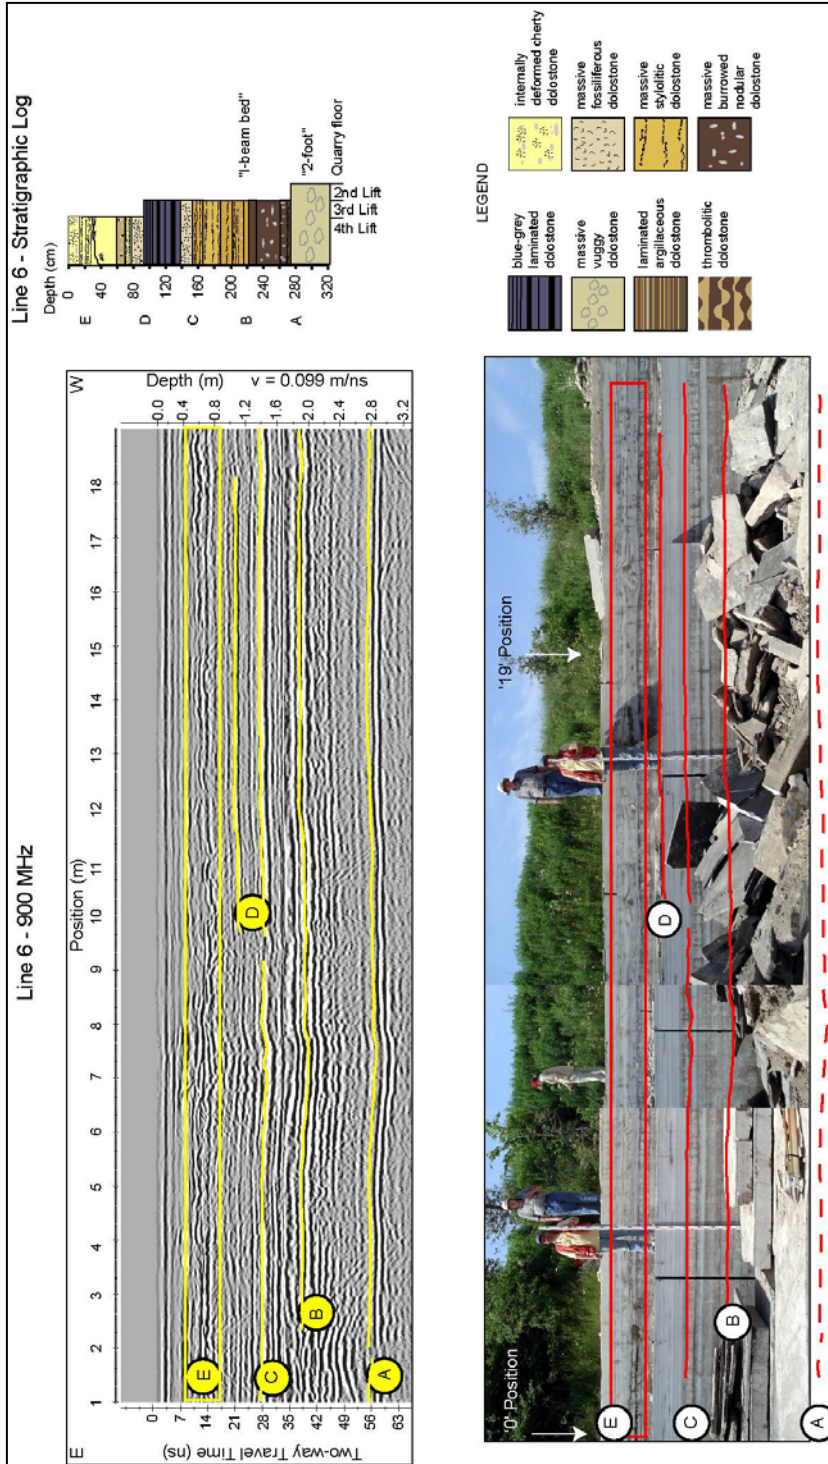 Line 6 - 900 MHz
Position (m)
E
W
1 2 3 4 5 6 7 8 9 10 11 12 13 14 15 16 17 18
Two-way Travel Time (ns)
0
7
14
21
28
35
42
49
56
63
Depth (m) v = 0.099 m/ns
0.0
0.4
0.8
1.2
1.6
2.0
2.4
2.8
3.2
E
D
C
B
A
Line 6 - Stratigraphic Log
Depth (cm)
0
40
80
120
160
200
240
280
320
E
D
C
B
A
"I-beam bed"
"2-foot"
Quarry floor
2nd Lift
3rd Lift
4th Lift
'0' Position
'19' Position
E
D
C
B
A
LEGEND
blue-grey
laminated
dolostone
internally
deformed cherty
dolostone
massive
vuggy
dolostone
massive
fossiliferous
dolostone
laminated
argillaceous
dolostone
massive
stylolitic
dolostone
thrombolitic
dolostone
massive
burrowed
nodular
dolostone